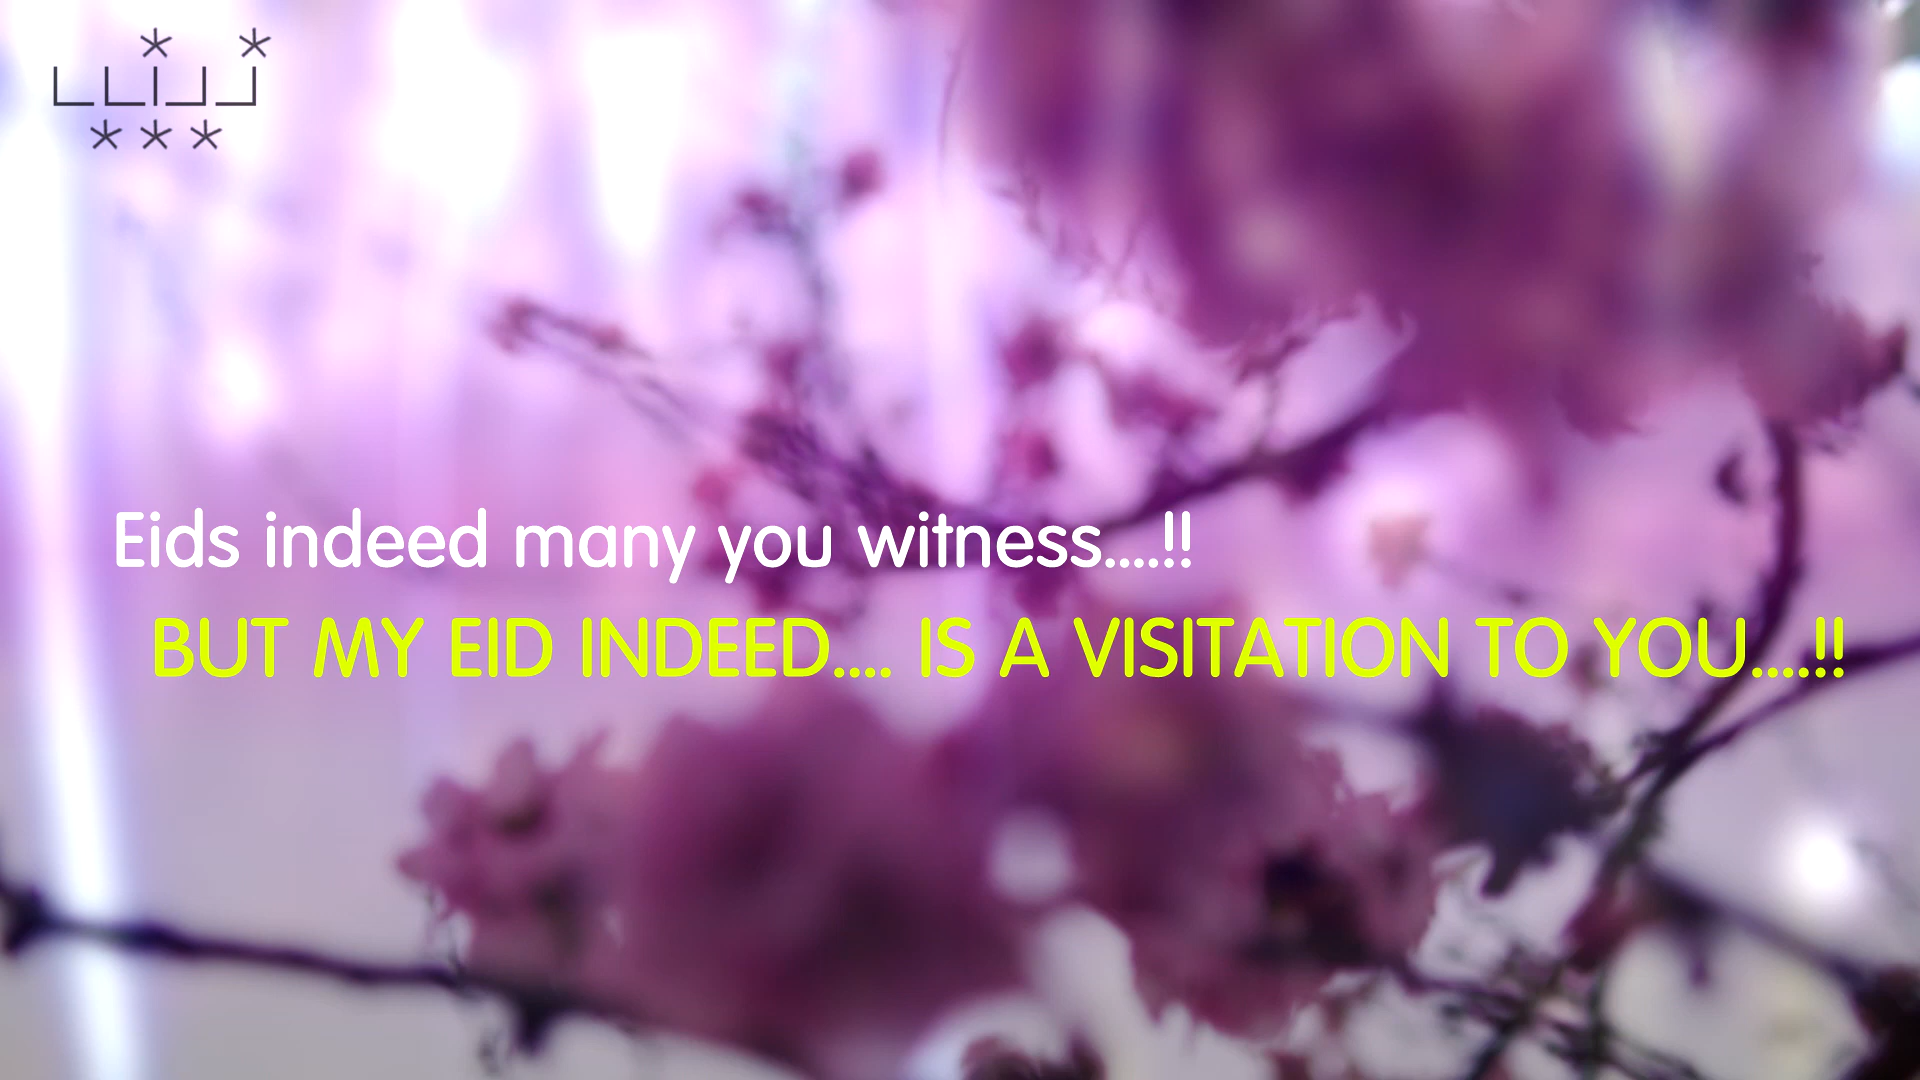 Eids indeed many you witness....!!
BUT MY EID INDEED.... IS A VISITATION TO YOU....!!